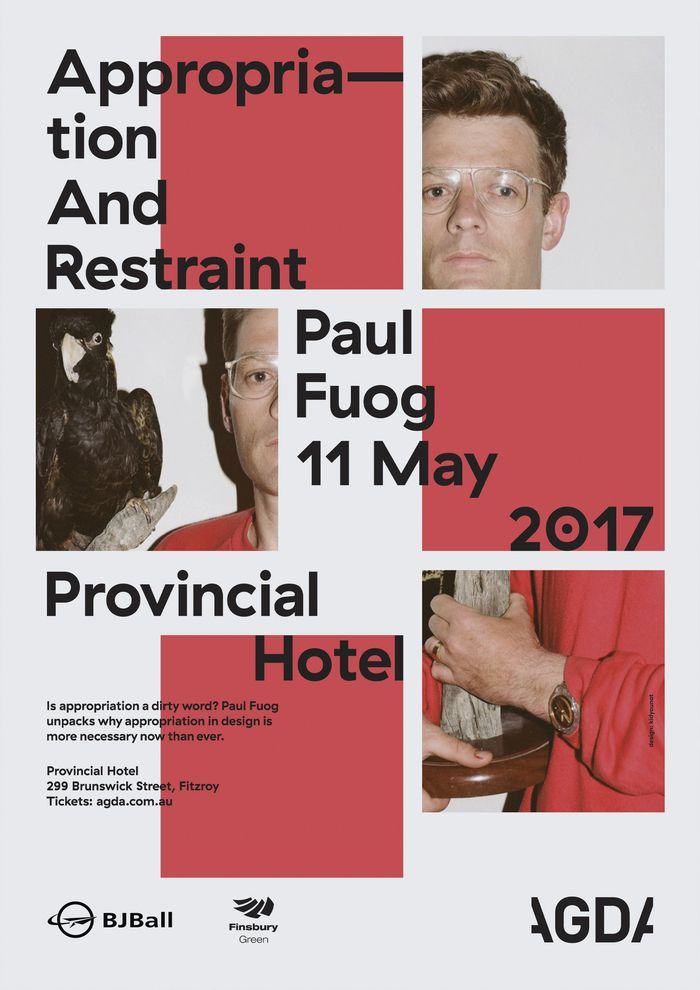 Appropria—
tion
And
Restraint
Paul
Fuog
11 May
2017
Provincial
Hotel
Is appropriation a dirty word? Paul Fuog
unpacks why appropriation in design is
more necessary now than ever.
Provincial Hotel
299 Brunswick Street, Fitzroy
Tickets: agda.com.au
design: kidyounot
BJBall
Finsbury
Green
AGDA